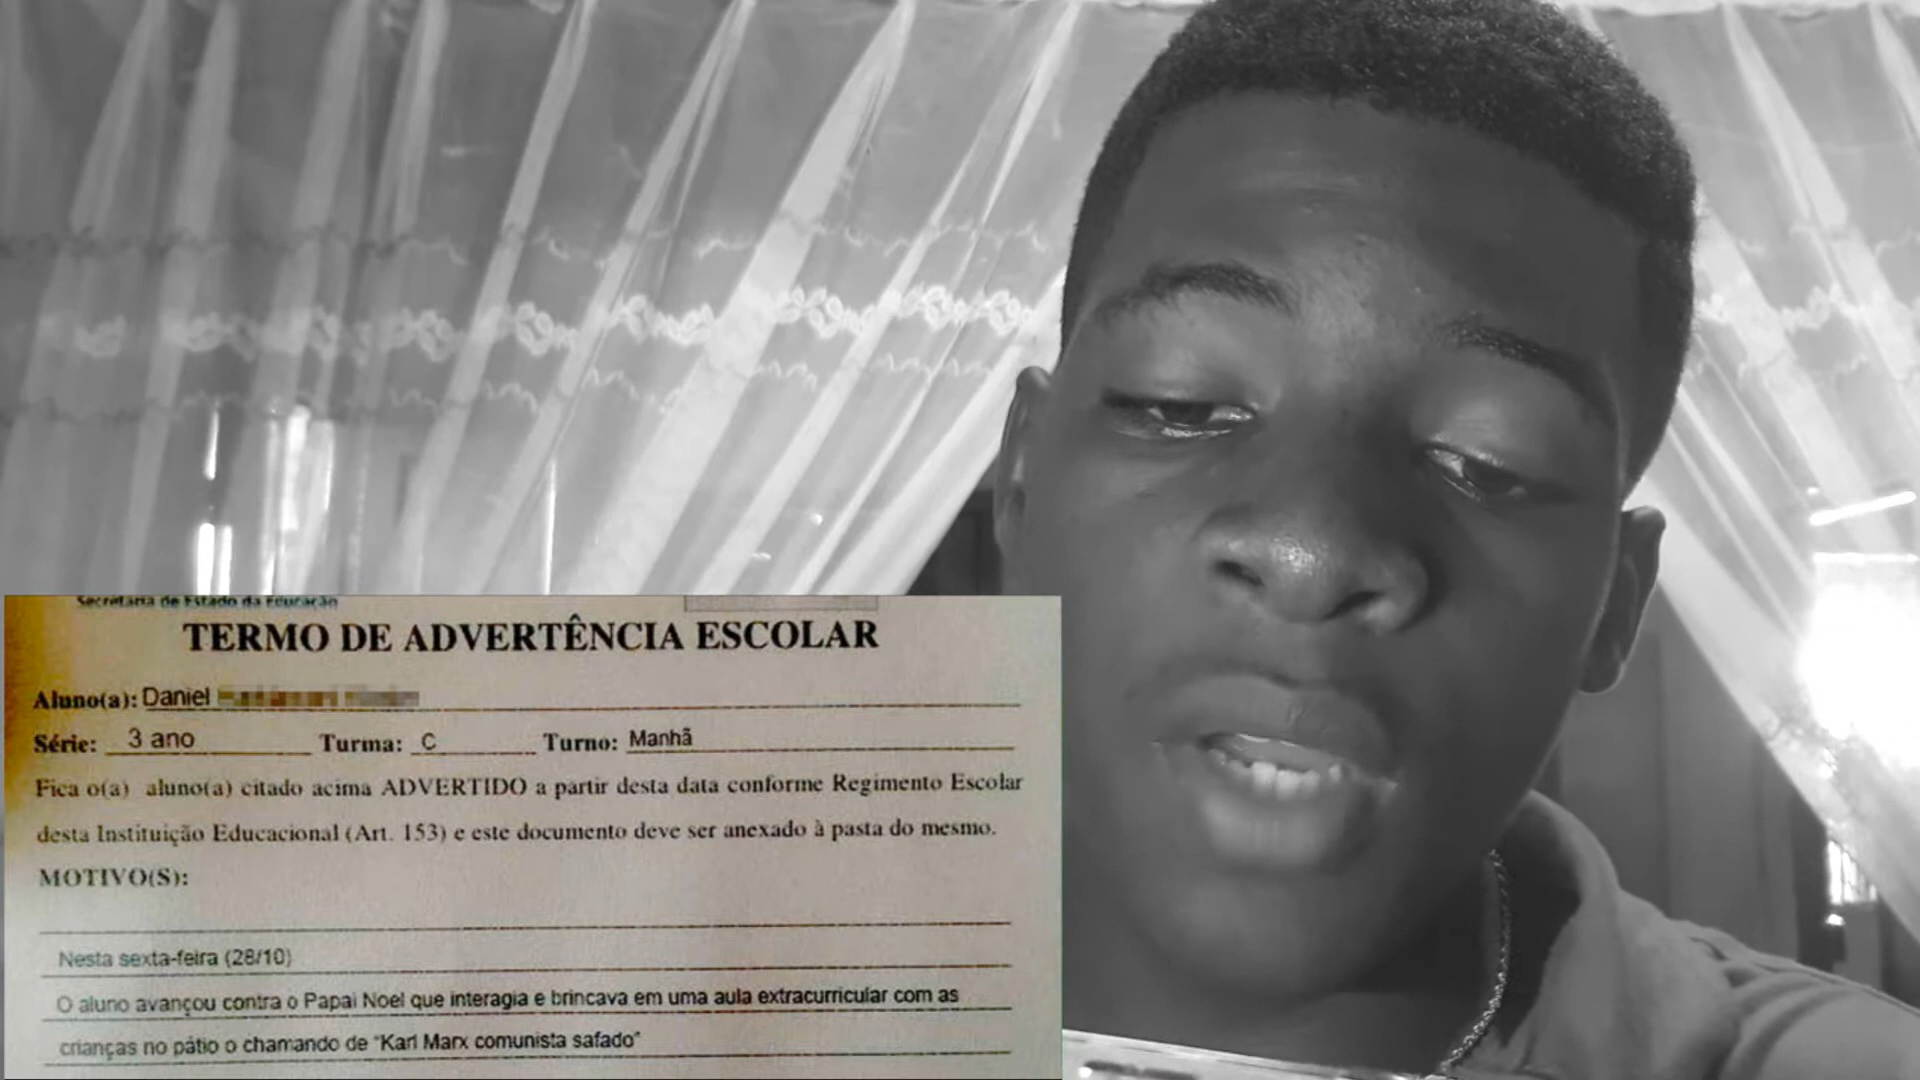 Secretaria de Estado da Educação
TERMO DE ADVERTÊNCIA ESCOLAR
Aluno(a): Daniel
Série: 3 ano Turma: C Turno: Manhã
Fica o(a) aluno(a) citado acima ADVERTIDO a partir desta data conforme Regimento Escolar
desta Instituição Educacional (Art. 153) e este documento deve ser anexado à pasta do mesmo.
MOTIVO(S):
Nesta sexta-feira (28/10)
O aluno avançou contra o Papai Noel que interagia e brincava em uma aula extracurricular com as
crianças no pátio o chamando de "Karl Marx comunista safado"